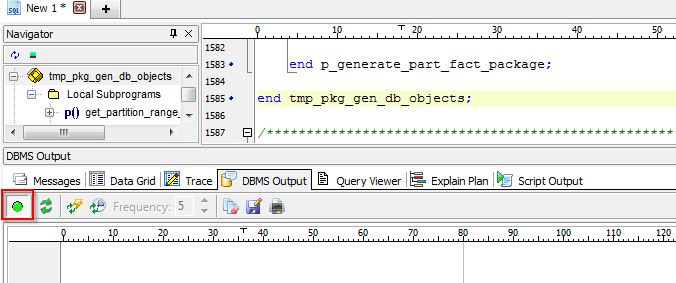 SQL New 1 *
Navigator
0 10 20 30 40 50
tmp_pkg_gen_db_objects
Local Subprograms
p() get_partition_range_
1582
1583 end p_generate_part_fact_package;
1584
1585 end tmp_pkg_gen_db_objects;
1586
1587 /****************************************************
DBMS Output
Messages Data Grid Trace DBMS Output Query Viewer Explain Plan Script Output
Frequency: 5
0 10 20 30 40 50 60 70 80 90 100 110 120